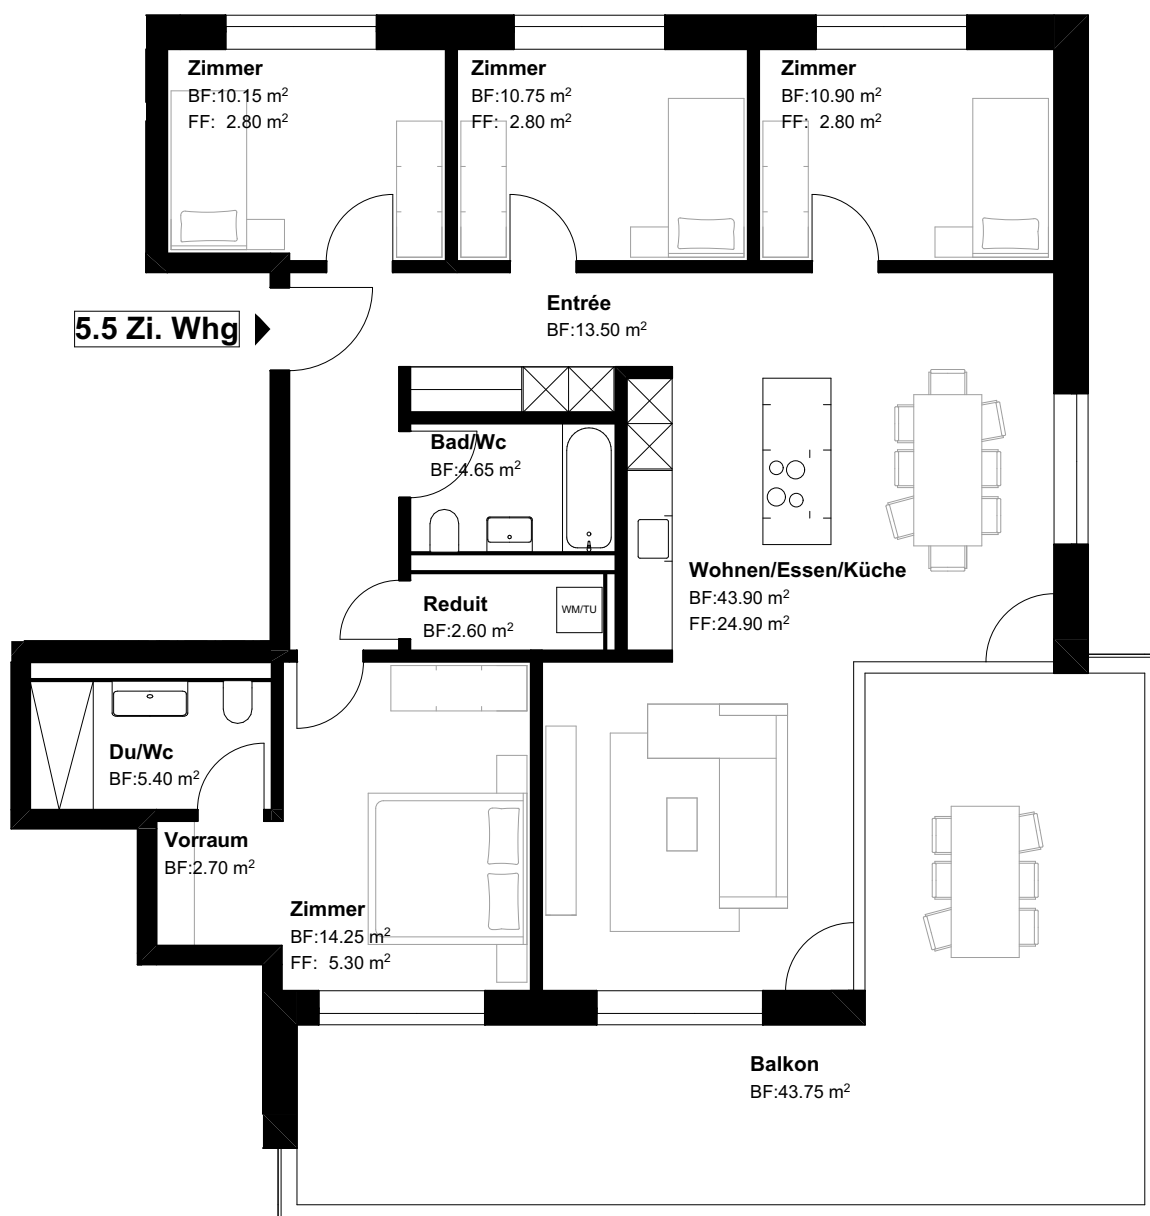 Zimmer
BF:10.15 m²
FF: 2.80 m²
Zimmer
BF:10.75 m²
FF: 2.80 m²
Zimmer
BF:10.90 m²
FF: 2.80 m²
5.5 Zi. Whg
Entrée
BF:13.50 m²
Bad/Wc
BF:4.65 m²
Wohnen/Essen/Küche
BF:43.90 m²
FF:24.90 m²
Reduit
BF:2.60 m²
WM/TU
Du/Wc
BF:5.40 m²
Vorraum
BF:2.70 m²
Zimmer
BF:14.25 m²
FF: 5.30 m²
Balkon
BF:43.75 m²